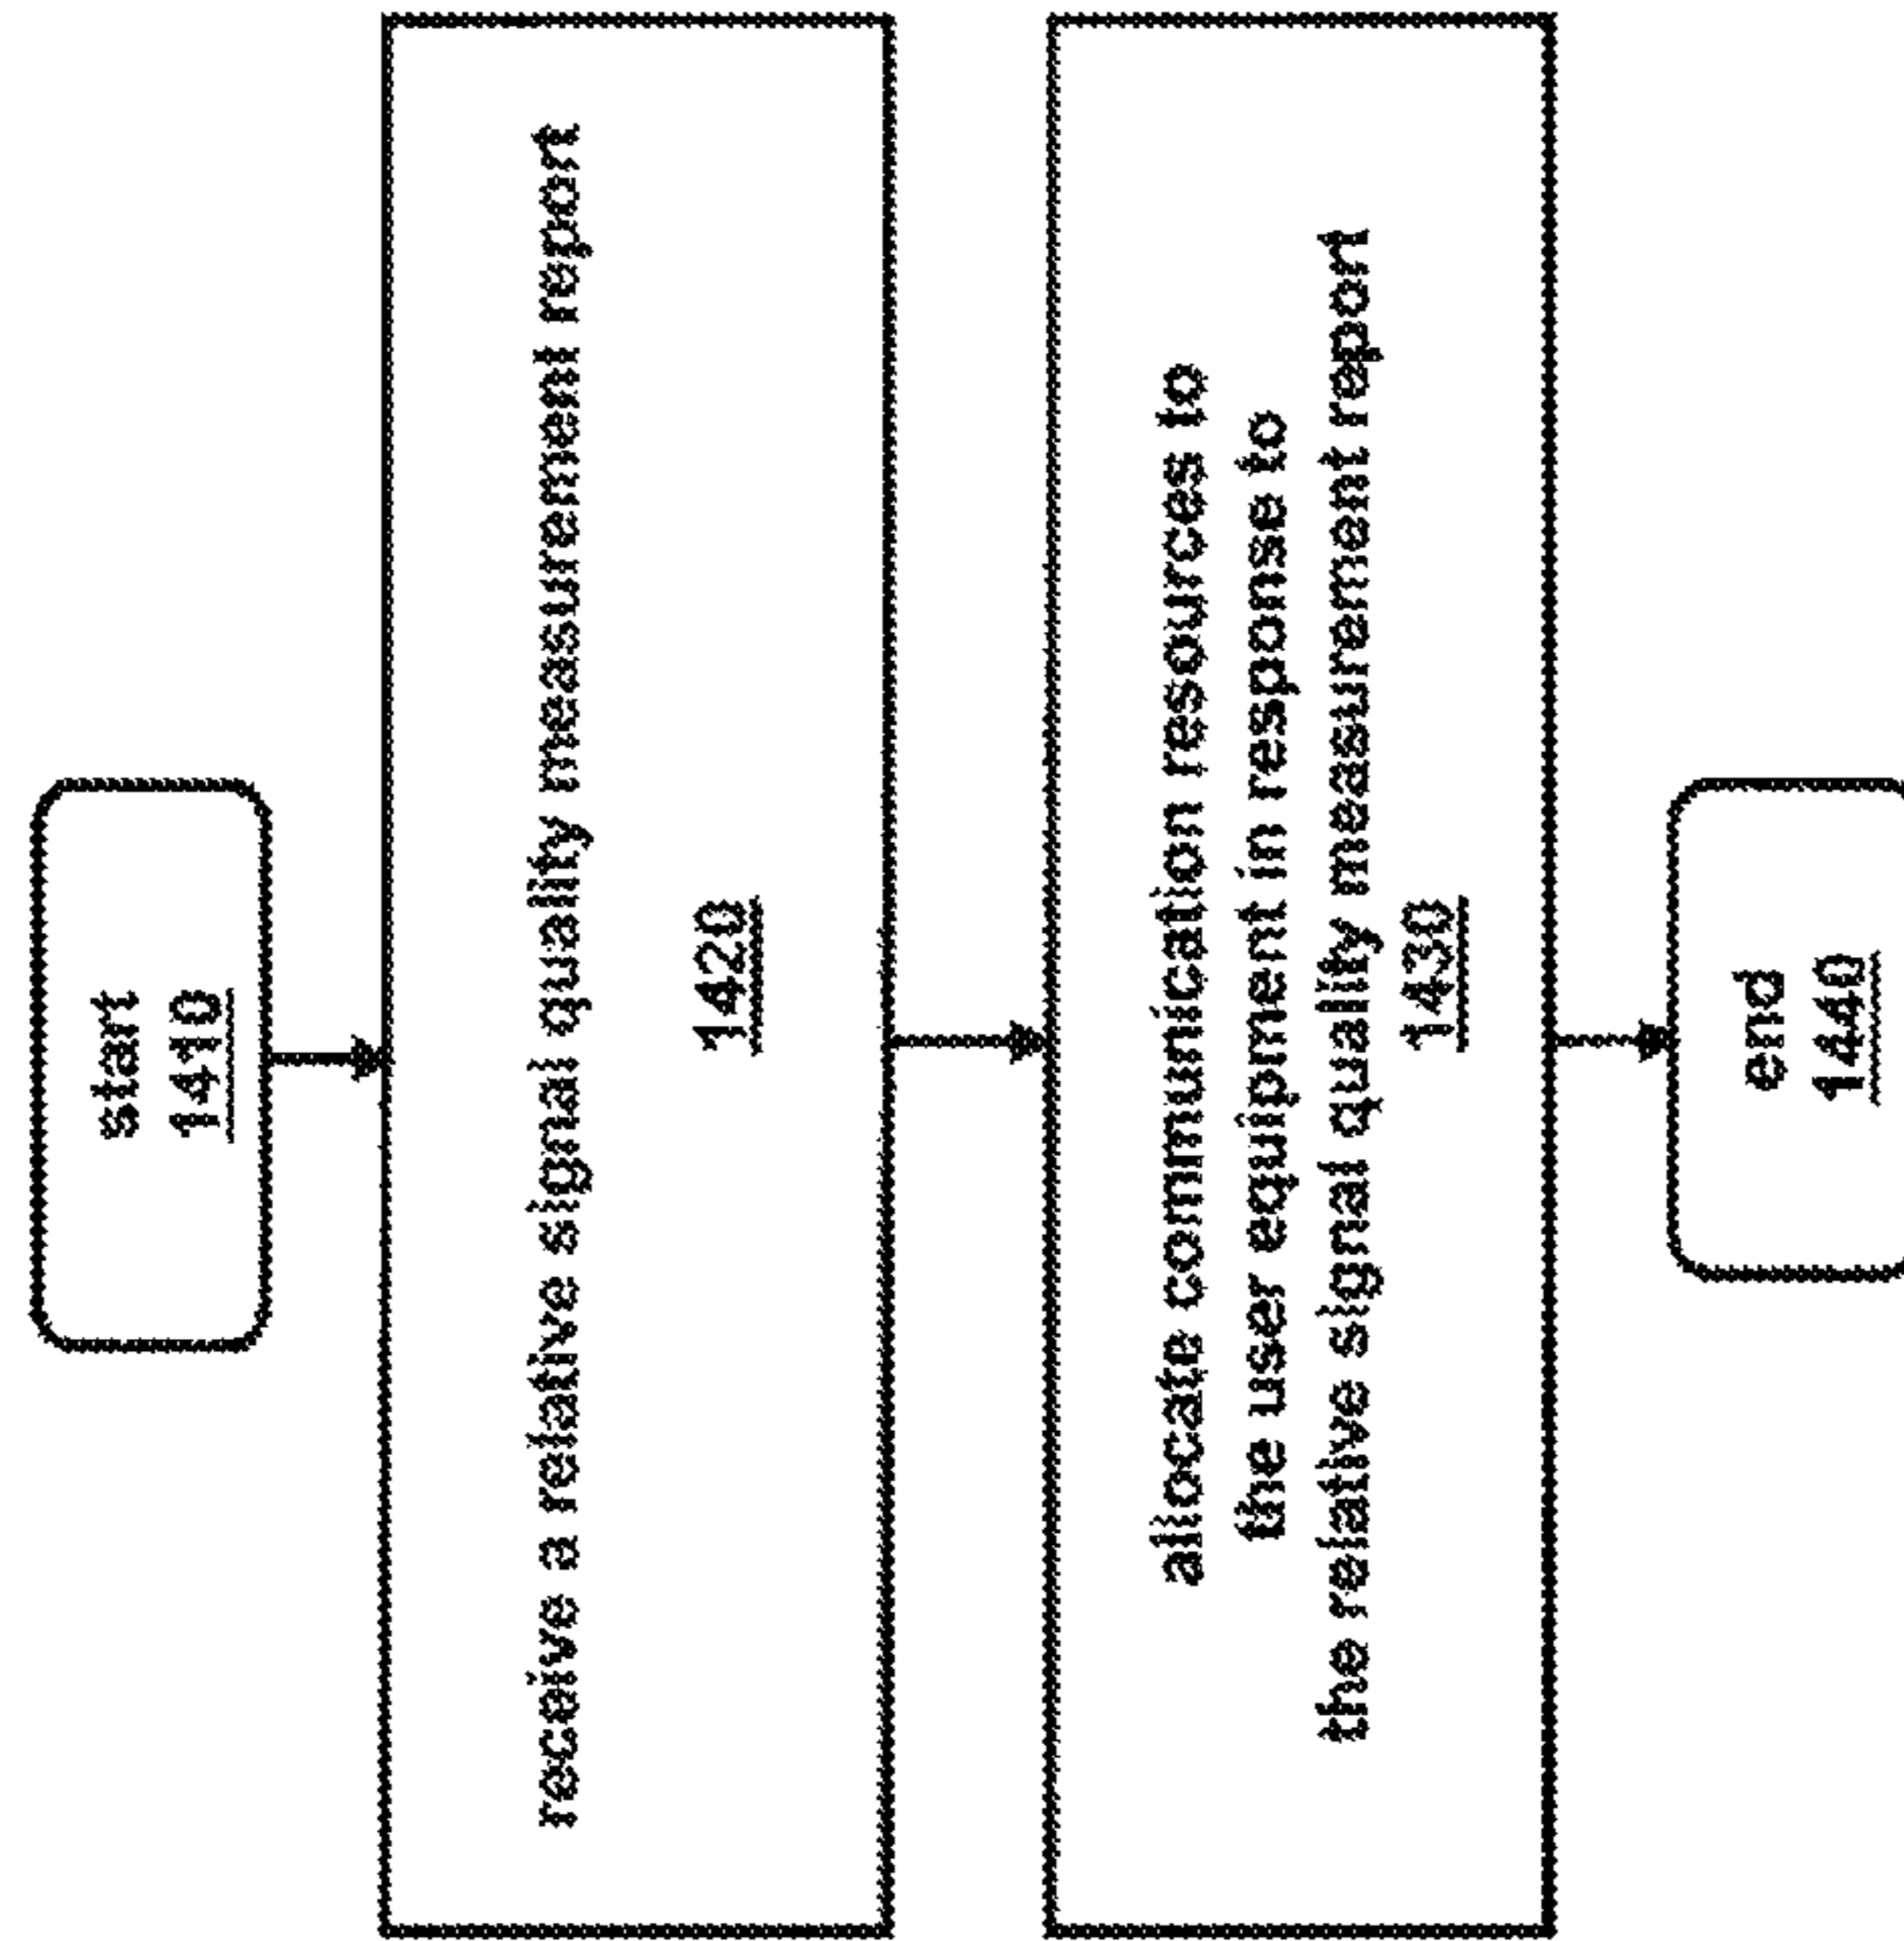 start
1410
receive a relative signal quality measurement report
1420
allocate communication resources to
the user equipment in response to
the relative signal quality measurement report
1430
end
1440